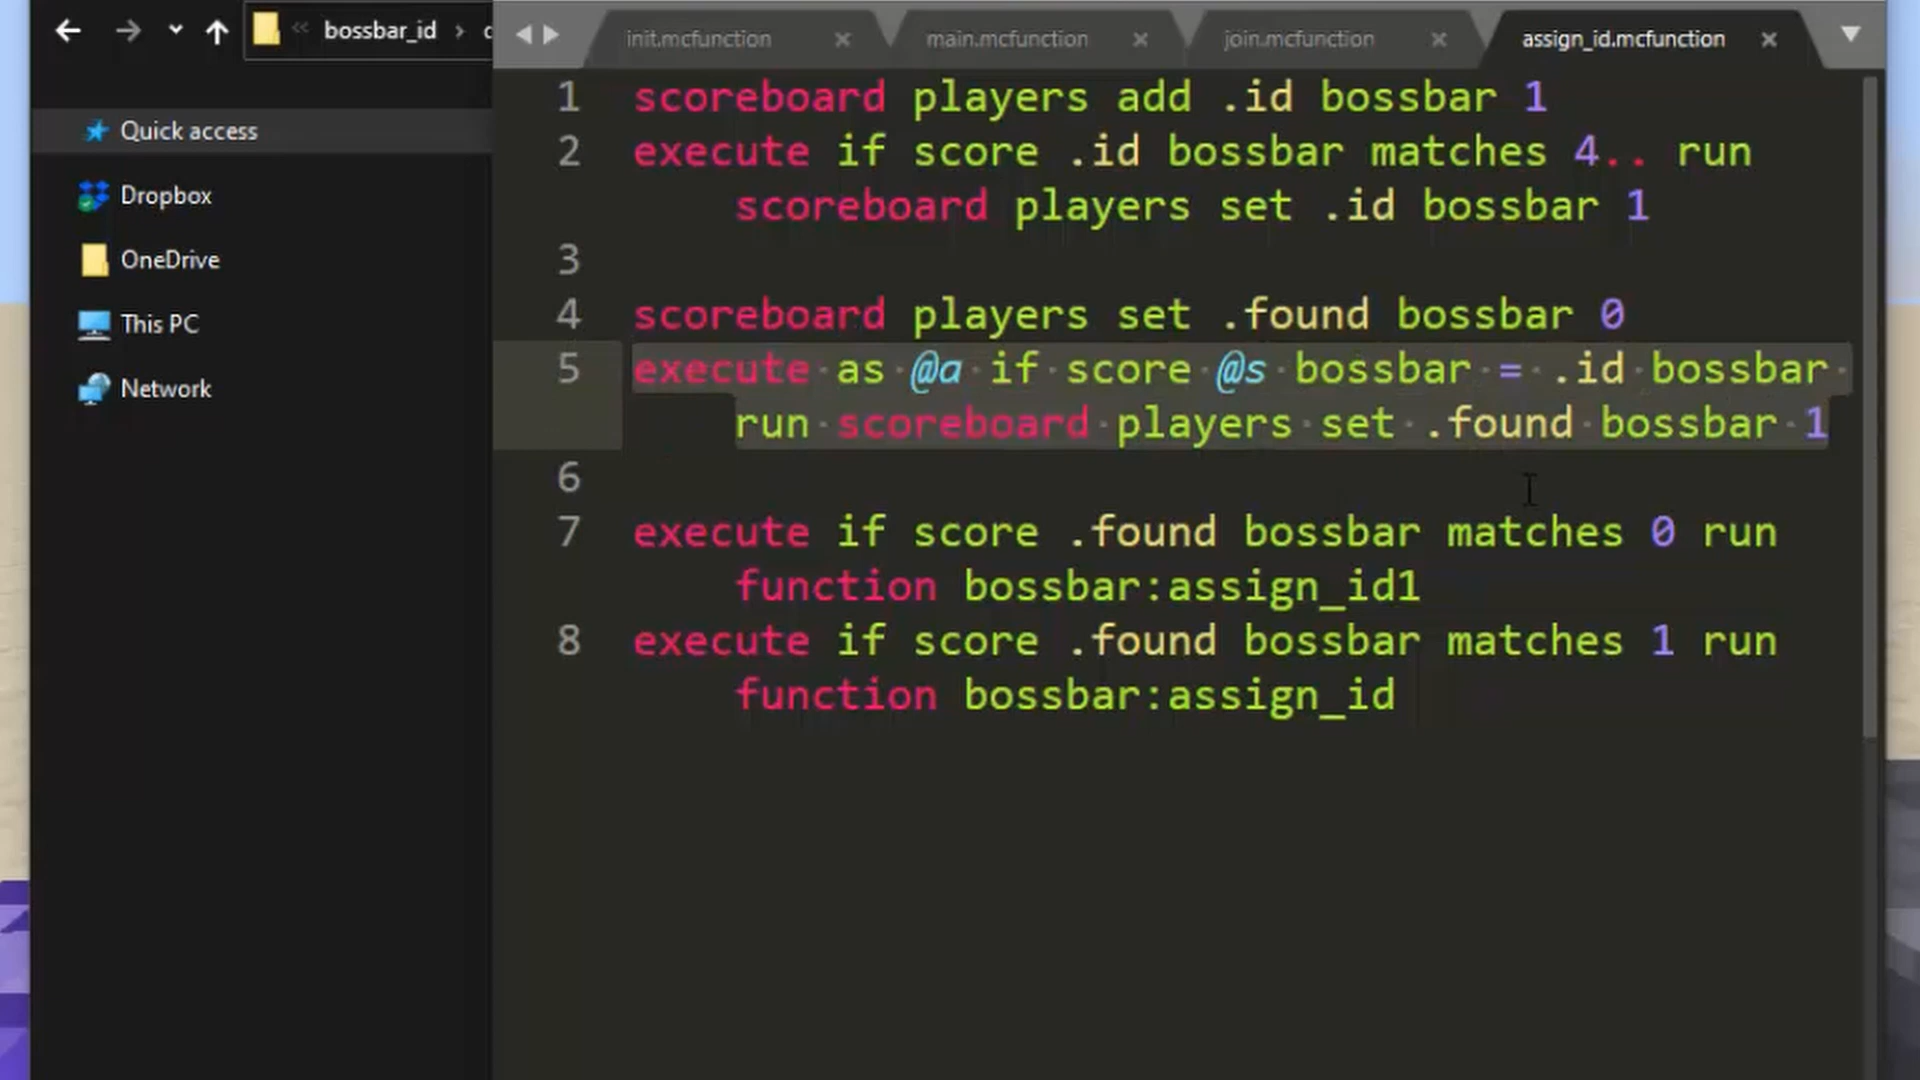 bossbar_id
init.mcfunction
main.mcfunction
join.mcfunction
assign_id.mcfunction
Quick access
Dropbox
OneDrive
This PC
Network
1 scoreboard players add .id bossbar 1
2 execute if score .id bossbar matches 4.. run
scoreboard players set .id bossbar 1
3
4 scoreboard players set .found bossbar 0
5 execute as @a if score @s bossbar = .id bossbar
run scoreboard players set .found bossbar 1
6
7 execute if score .found bossbar matches 0 run
function bossbar:assign_id1
8 execute if score .found bossbar matches 1 run
function bossbar:assign_id